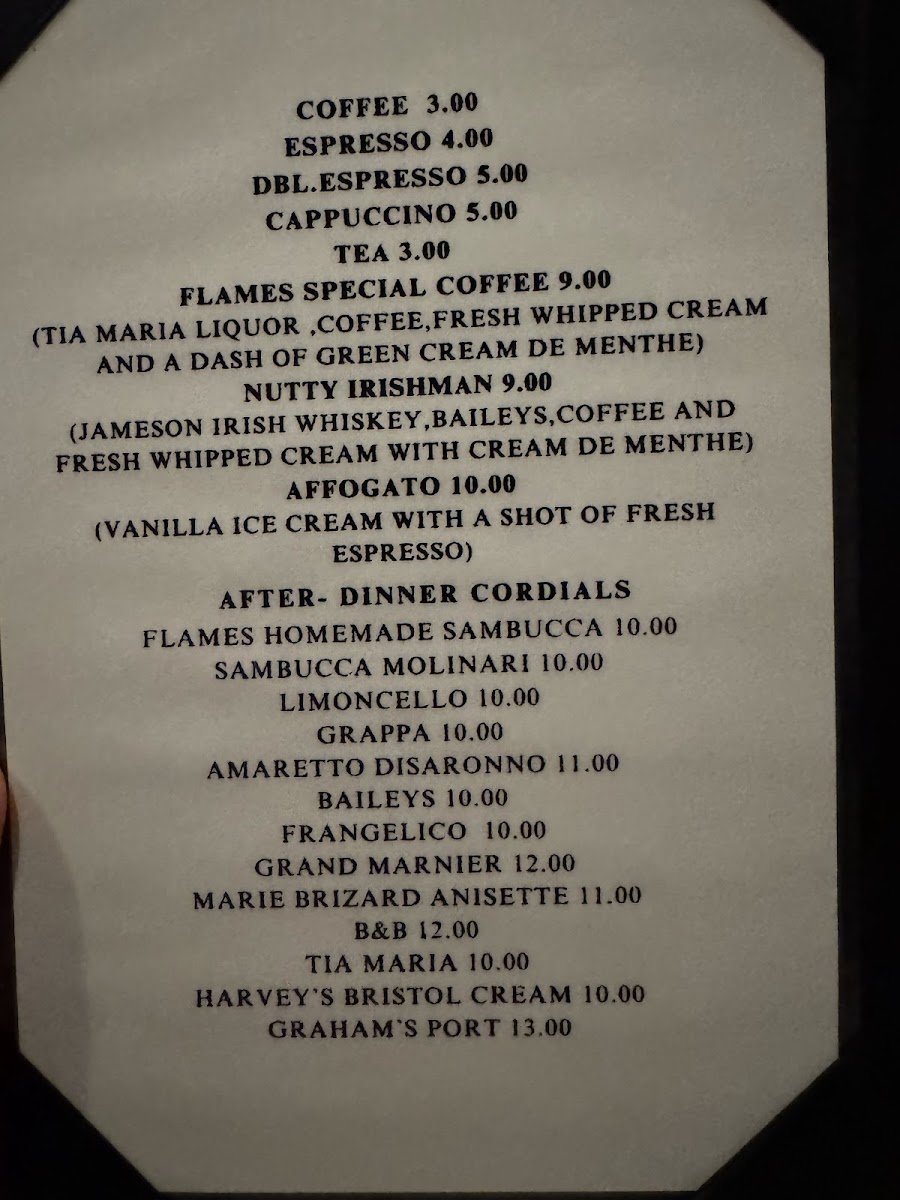 COFFEE 3.00
ESPRESSO 4.00
DBL.ESPRESSO 5.00
CAPPUCCINO 5.00
TEA 3.00
FLAMES SPECIAL COFFEE 9.00
(TIA MARIA LIQUOR ,COFFEE,FRESH WHIPPED CREAM
AND A DASH OF GREEN CREAM DE MENTHE)
NUTTY IRISHMAN 9.00
(JAMESON IRISH WHISKEY,BAILEYS,COFFEE AND
FRESH WHIPPED CREAM WITH CREAM DE MENTHE)
AFFOGATO 10.00
(VANILLA ICE CREAM WITH A SHOT OF FRESH
ESPRESSO)
AFTER- DINNER CORDIALS
FLAMES HOMEMADE SAMBUCCA 10.00
SAMBUCCA MOLINARI 10.00
LIMONCELLO 10.00
GRAPPA 10.00
AMARETTO DISARONNO 11.00
BAILEYS 10.00
FRANGELICO 10.00
GRAND MARNIER 12.00
MARIE BRIZARD ANISETTE 11.00
B&B 12.00
TIA MARIA 10.00
HARVEY'S BRISTOL CREAM 10.00
GRAHAM'S PORT 13.00